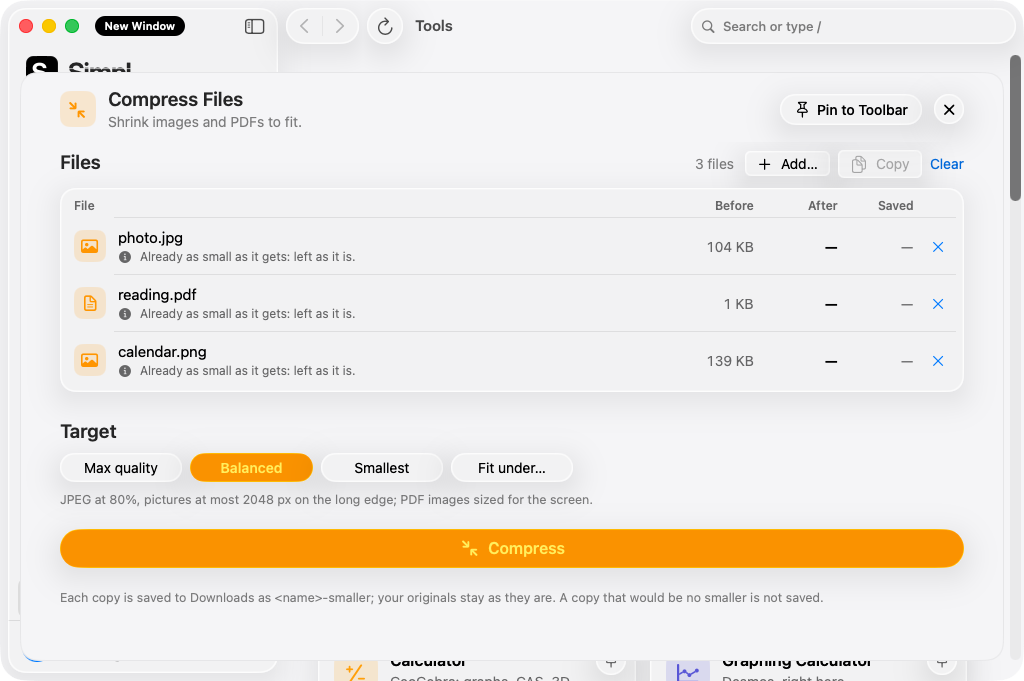 New Window
Tools
Search or type /
Compress Files
Shrink images and PDFs to fit.
Pin to Toolbar
Files
3 files
Add...
Copy
Clear
File Before After Saved
photo.jpg
Already as small as it gets: left as it is.
104 KB — —
reading.pdf
Already as small as it gets: left as it is.
1 KB — —
calendar.png
Already as small as it gets: left as it is.
139 KB — —
Target
Max quality
Balanced
Smallest
Fit under...
JPEG at 80%, pictures at most 2048 px on the long edge; PDF images sized for the screen.
Compress
Each copy is saved to Downloads as <name>-smaller; your originals stay as they are. A copy that would be no smaller is not saved.
Calculator
Graphing Calculator